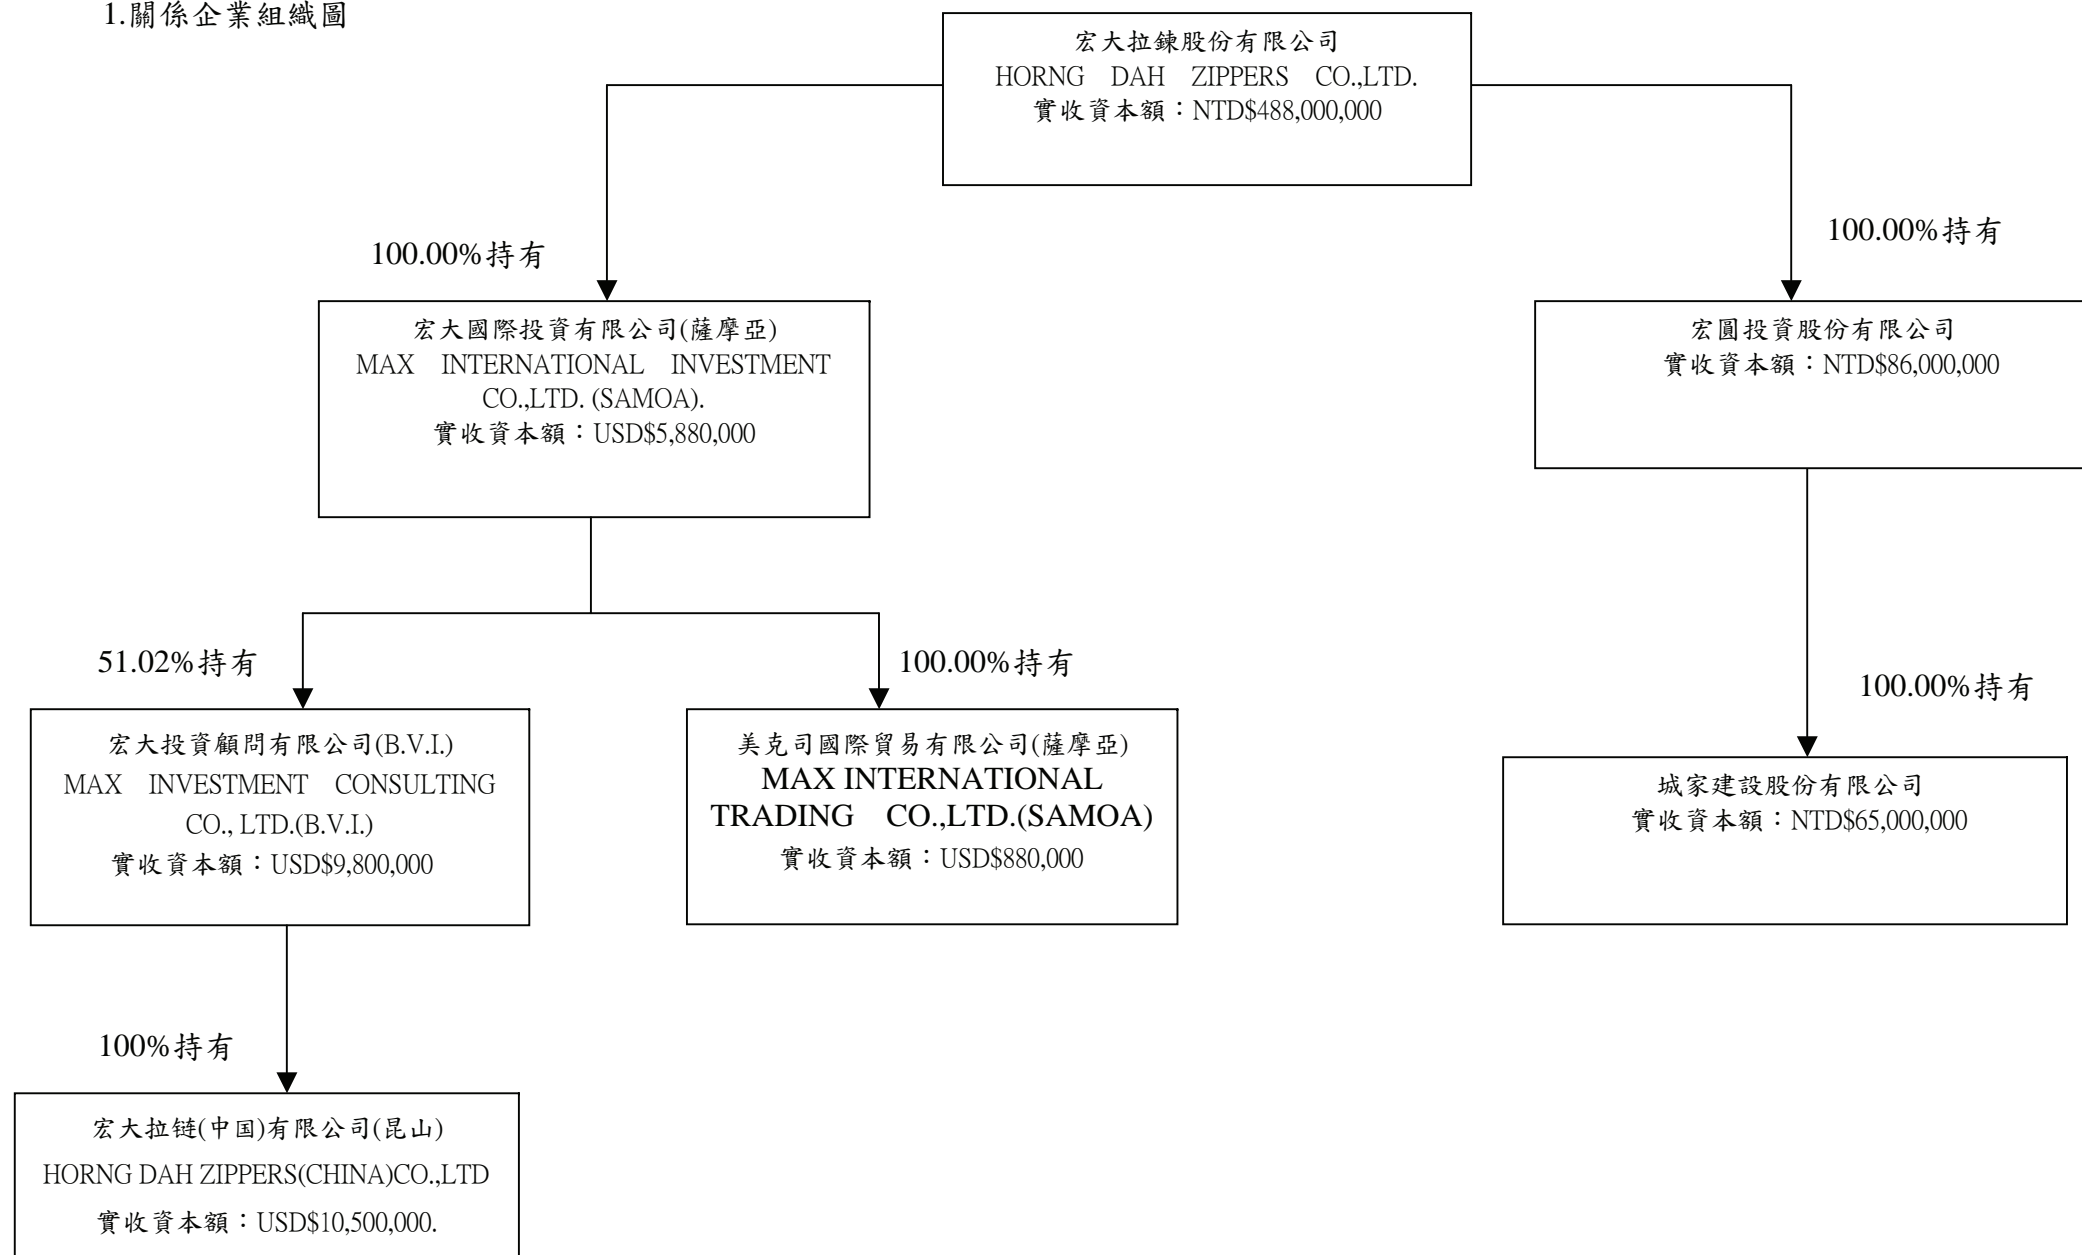 1.關係企業組織圖
宏大拉鍊股份有限公司
HORNG DAH ZIPPERS CO.,LTD.
實收資本額：NTD$488,000,000
100.00%持有
100.00%持有
宏大國際投資有限公司(薩摩亞)
MAX INTERNATIONAL INVESTMENT
CO.,LTD. (SAMOA).
實收資本額：USD$5,880,000
宏圓投資股份有限公司
實收資本額：NTD$86,000,000
51.02%持有
100.00%持有
100.00%持有
宏大投資顧問有限公司(B.V.I.)
MAX INVESTMENT CONSULTING
CO., LTD.(B.V.I.)
實收資本額：USD$9,800,000
美克司國際貿易有限公司(薩摩亞)
MAX INTERNATIONAL
TRADING CO.,LTD.(SAMOA)
實收資本額：USD$880,000
城家建設股份有限公司
實收資本額：NTD$65,000,000
100%持有
宏大拉链(中国)有限公司(昆山)
HORNG DAH ZIPPERS(CHINA)CO.,LTD
實收資本額：USD$10,500,000.